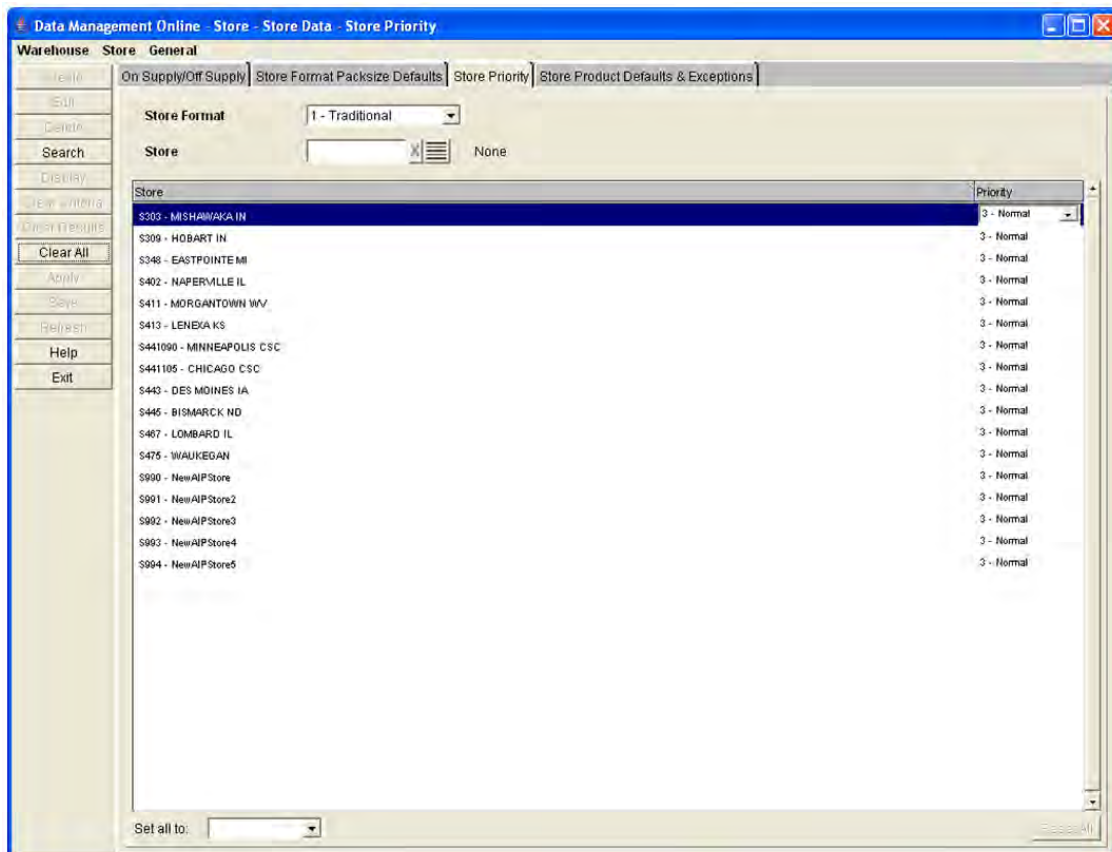 Data Management Online - Store - Store Data - Store Priority
Warehouse Store General
Create
Edit
Delete
Search
Display
Clear Criteria
Clear Results
Clear All
Apply
Save
Refresh
Help
Exit
On Supply/Off Supply Store Format Packsize Defaults Store Priority Store Product Defaults & Exceptions
Store Format 1 - Traditional
Store X None
Store Priority
S303 - MISHAWAKA IN 3 - Normal
S309 - HOBART IN 3 - Normal
S348 - EASTPOINTE MI 3 - Normal
S402 - NAPERVILLE IL 3 - Normal
S411 - MORGANTOWN WV 3 - Normal
S413 - LENEXA KS 3 - Normal
S441090 - MINNEAPOLIS CSC 3 - Normal
S441105 - CHICAGO CSC 3 - Normal
S443 - DES MOINES IA 3 - Normal
S445 - BISMARCK ND 3 - Normal
S467 - LOMBARD IL 3 - Normal
S475 - WAUKEGAN 3 - Normal
S990 - NewAIPStore 3 - Normal
S991 - NewAIPStore2 3 - Normal
S992 - NewAIPStore3 3 - Normal
S993 - NewAIPStore4 3 - Normal
S994 - NewAIPStore5 3 - Normal
Set all to: